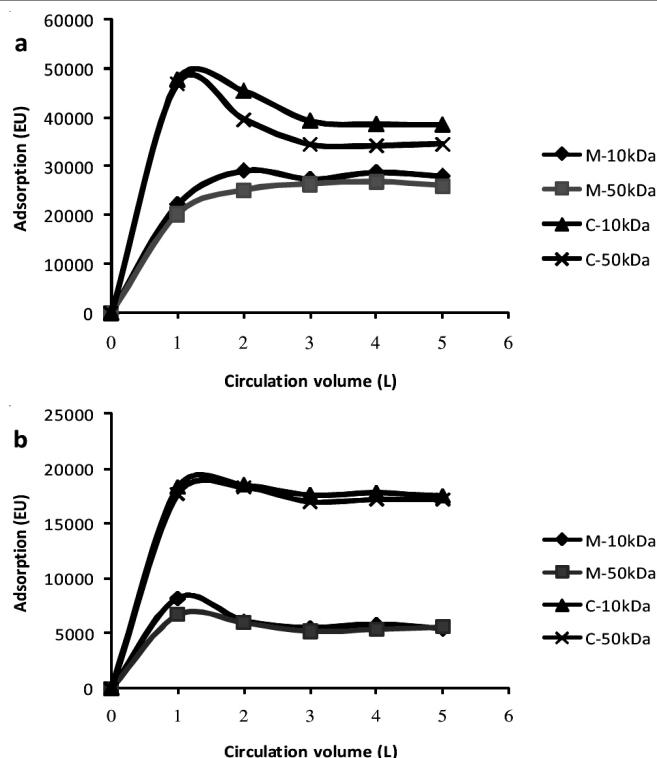 a
Adsorption (EU)
60000
50000
40000
30000
20000
10000
0
0 1 2 3 4 5 6
Circulation volume (L)
M-10kDa
M-50kDa
C-10kDa
C-50kDa
b
Adsorption (EU)
25000
20000
15000
10000
5000
0
0 1 2 3 4 5 6
Circulation volume (L)
M-10kDa
M-50kDa
C-10kDa
C-50kDa